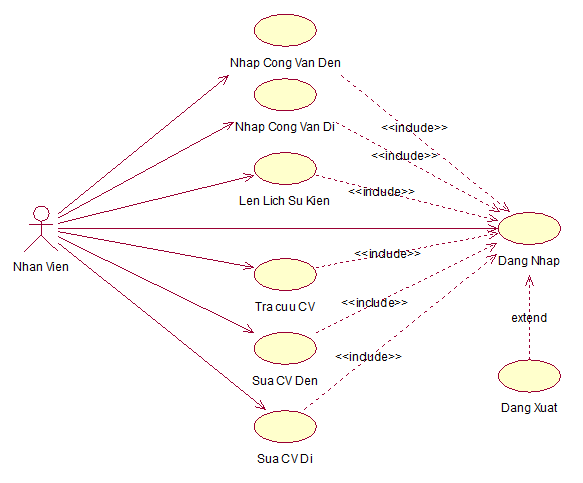 Nhap Cong Van Den
<<include>>
Nhap Cong Van Di
<<include>>
Len Lich Su Kien
<<include>>
Nhan Vien
Dang Nhap
<<include>>
Tra cuu CV
<<include>>
extend
Sua CV Den
<<include>>
Dang Xuat
Sua CV Di